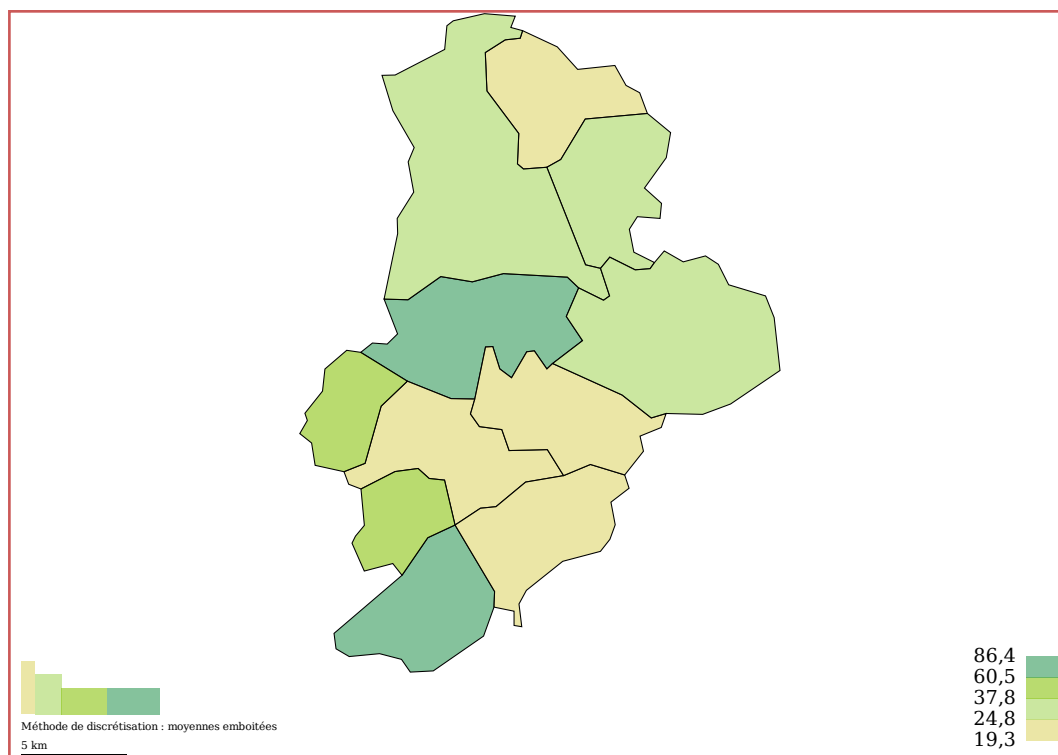 86,4
60,5
37,8
24,8
19,3
Méthode de discrétisation : moyennes emboitées
5 km